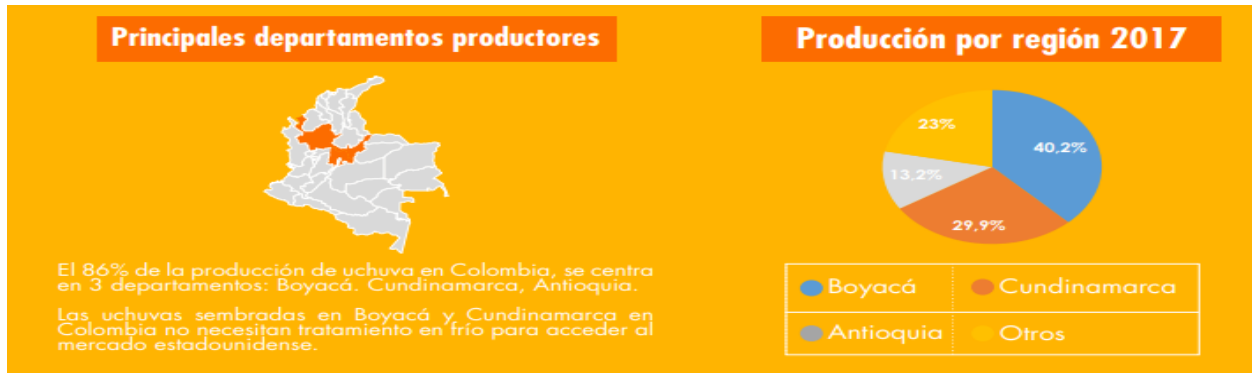 Principales departamentos productores
El 86% de la producción de uchuva en Colombia, se centra
en 3 departamentos: Boyacá. Cundinamarca, Antioquia.
Las uchuvas sembradas en Boyacá y Cundinamarca en
Colombia no necesitan tratamiento en frío para acceder al
mercado estadounidense.
Producción por región 2017
23%
40,2%
13,2%
29,9%
Boyacá
Cundinamarca
Antioquia
Otros